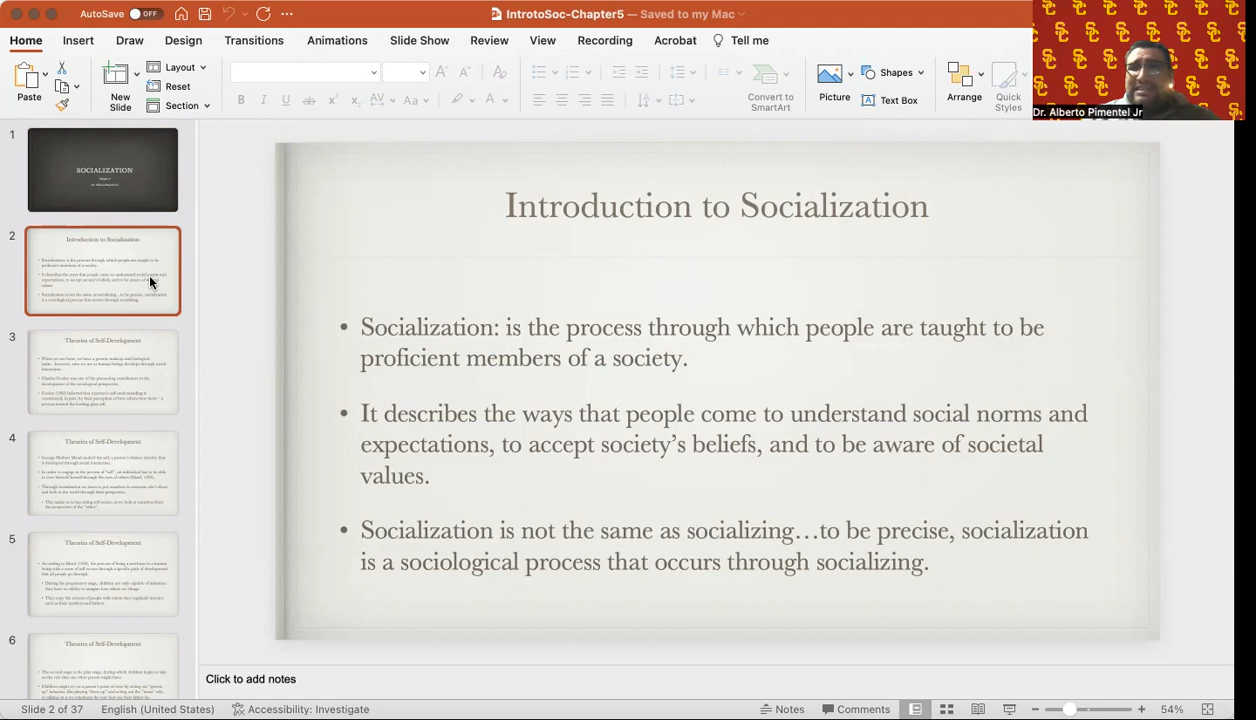 AutoSave OFF
IntrotoSoc-Chapter5 — Saved to my Mac
Home Insert Draw Design Transitions Animations Slide Show Review View Recording Acrobat Tell me
Paste
New
Slide
Layout
Reset
Section
Convert to
SmartArt
Picture
Shapes
Text Box
Arrange
Quick
Styles
Dr. Alberto Pimentel Jr
1
SOCIALIZATION
2
Introduction to Socialization
3
Theories of Self-Development
4
Theories of Self-Development
5
Theories of Self-Development
6
Theories of Self-Development
Introduction to Socialization
• Socialization: is the process through which people are taught to be
proficient members of a society.
• It describes the ways that people come to understand social norms and
expectations, to accept society’s beliefs, and to be aware of societal
values.
• Socialization is not the same as socializing…to be precise, socialization
is a sociological process that occurs through socializing.
Click to add notes
Slide 2 of 37 English (United States) Accessibility: Investigate Notes Comments 54%